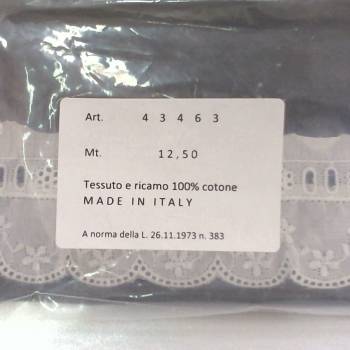 Art. 4 3 4 6 3
Mt. 12,50
Tessuto e ricamo 100% cotone
MADE IN ITALY
A norma della L. 26.11.1973 n. 383